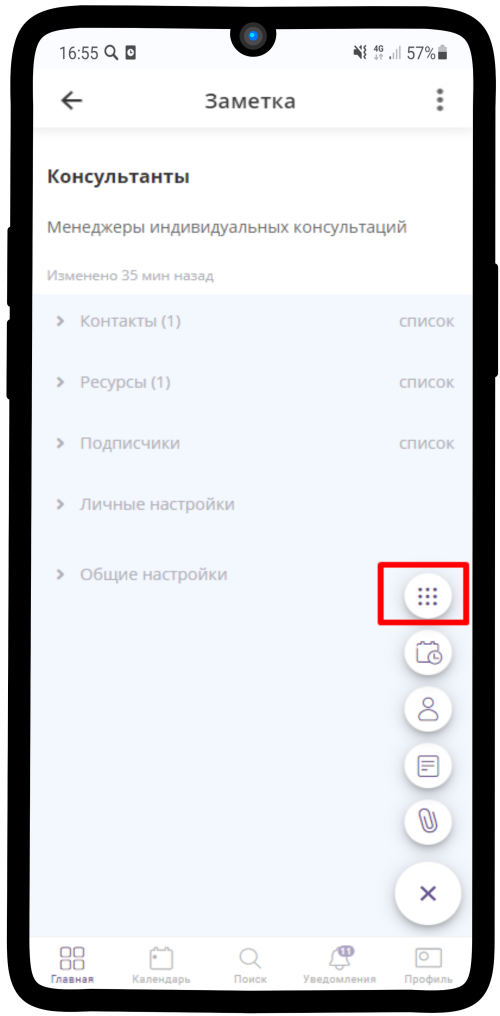 16:55 4G 57%
Заметка
Консультанты
Менеджеры индивидуальных консультаций
Изменено 35 мин назад
Контакты (1) список
Ресурсы (1) список
Подписчики список
Личные настройки
Общие настройки
11
Главная Календарь Поиск Уведомления Профиль